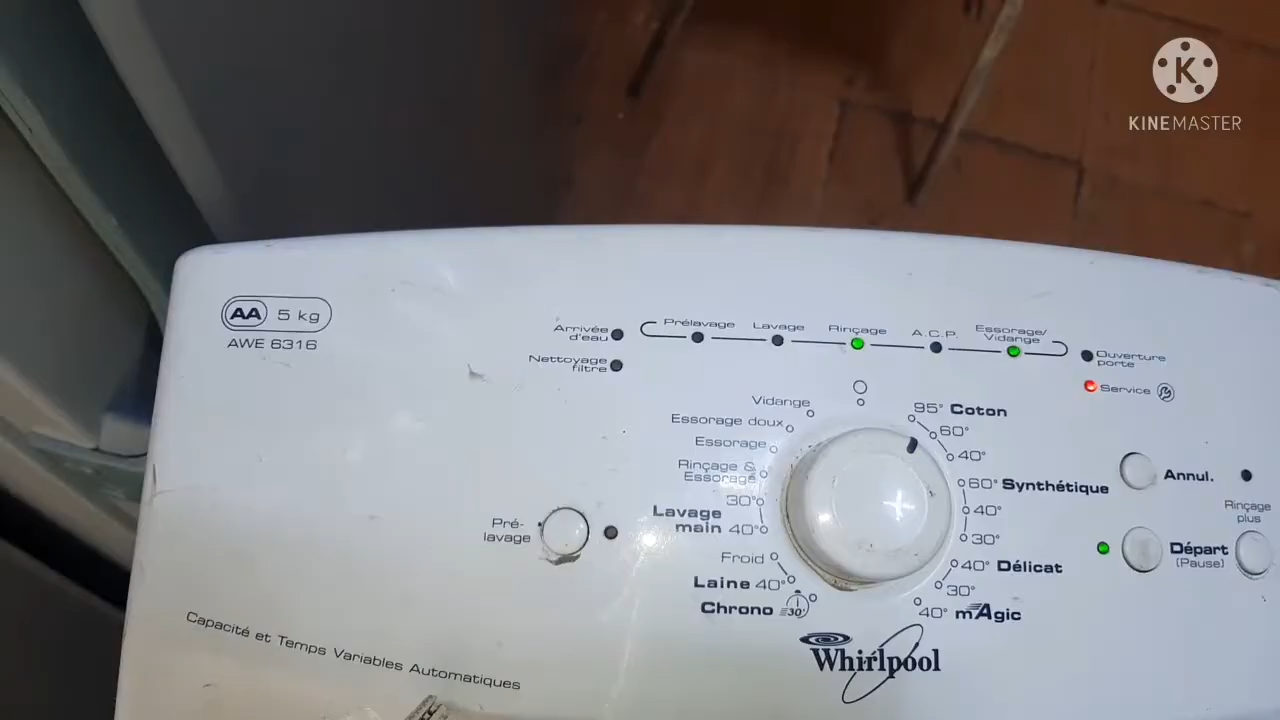 KINEMASTER
AA 5 kg
AWE 6316
Arrivée
d'eau
Nettoyage
filtre
Prélavage
Lavage
Rinçage
A.C.P.
Essorage/
Vidange
Ouverture
porte
Service
Vidange
Essorage doux
Essorage
Rinçage &
Essorage
30°
Lavage
main 40°
Froid
Laine 40°
Chrono 30'
95° Coton
60°
40°
60° Synthétique
40°
30°
40° Délicat
30°
40° mAgic
Pré-
lavage
Annul.
Rinçage
plus
Départ
(Pause)
Whirlpool
Capacité et Temps Variables Automatiques